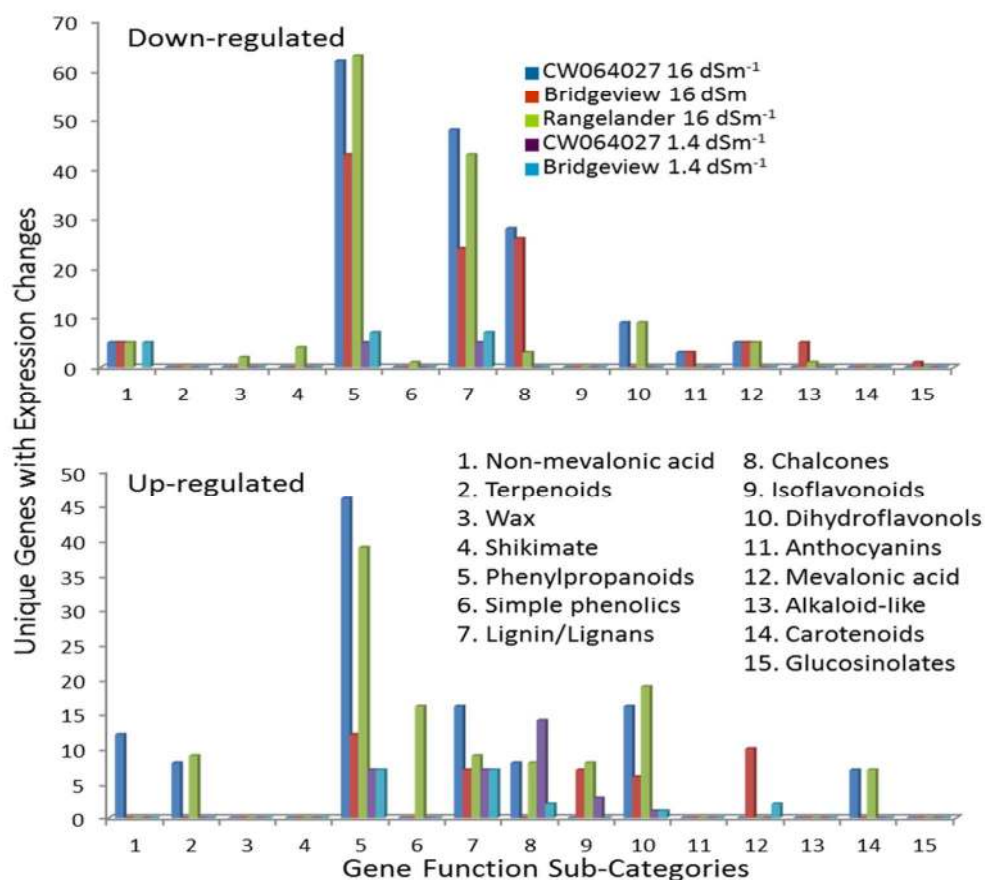 Down-regulated
CW064027 16 dSm⁻¹
Bridgeview 16 dSm
Rangelander 16 dSm⁻¹
CW064027 1.4 dSm⁻¹
Bridgeview 1.4 dSm⁻¹
70
60
50
40
30
20
10
0
1 2 3 4 5 6 7 8 9 10 11 12 13 14 15
Unique Genes with Expression Changes
Up-regulated
50
45
40
35
30
25
20
15
10
5
0
1. Non-mevalonic acid
2. Terpenoids
3. Wax
4. Shikimate
5. Phenylpropanoids
6. Simple phenolics
7. Lignin/Lignans
8. Chalcones
9. Isoflavonoids
10. Dihydroflavonols
11. Anthocyanins
12. Mevalonic acid
13. Alkaloid-like
14. Carotenoids
15. Glucosinolates
1 2 3 4 5 6 7 8 9 10 11 12 13 14 15
Gene Function Sub-Categories